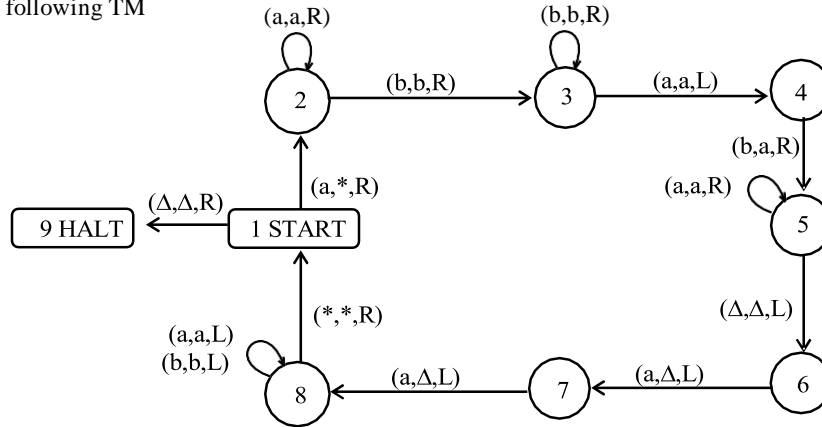 following TM
(a,a,R)
(b,b,R)
2
(b,b,R)
3
(a,a,L)
4
(b,a,R)
(a,*,R)
(a,a,R)
(Δ,Δ,R)
9 HALT
1 START
5
(*,*,R)
(Δ,Δ,L)
(a,a,L)
(b,b,L)
8
(a,Δ,L)
7
(a,Δ,L)
6